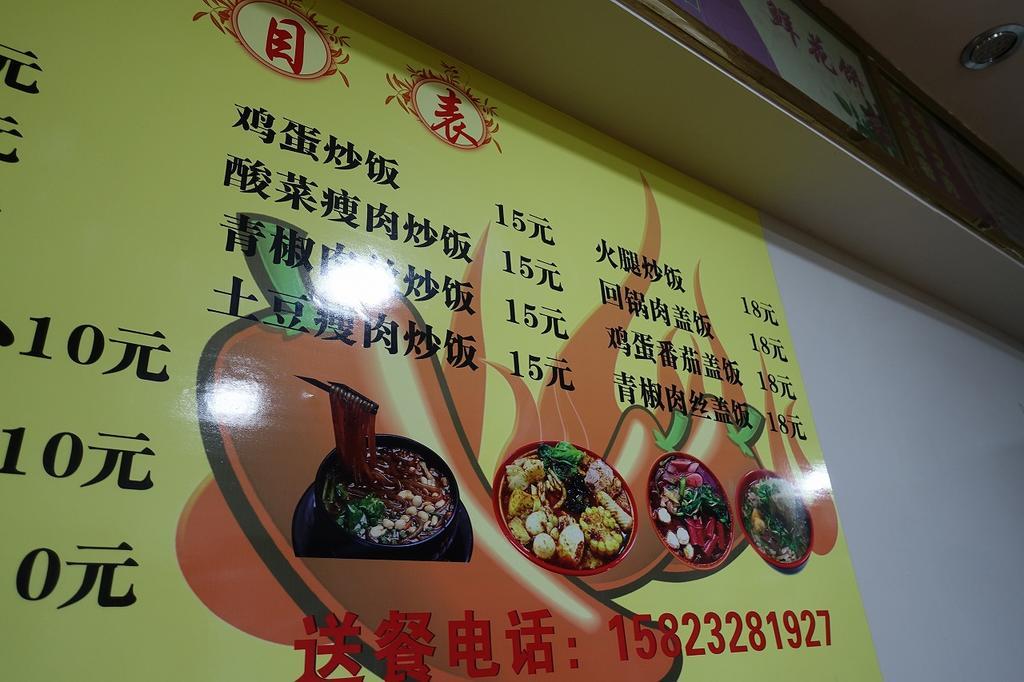 目表
元
元
10元
10元
0元
鸡蛋炒饭 15元
酸菜瘦肉炒饭 15元
青椒肉丝炒饭 15元
土豆瘦肉炒饭 15元
火腿炒饭 18元
回锅肉盖饭 18元
鸡蛋番茄盖饭 18元
青椒肉丝盖饭 18元
送餐电话：15823281927
鲜花饼